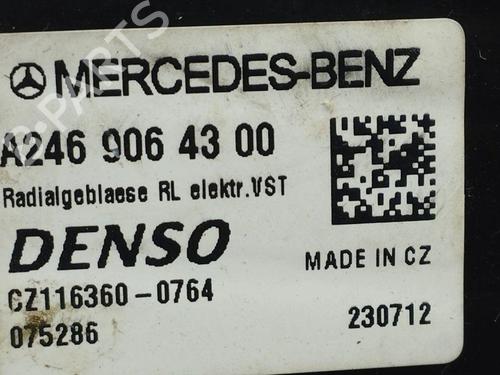 MERCEDES-BENZ
A246 906 43 00
Radialgeblaese RL elektr.VST
DENSO
MADE IN CZ
CZ116360-0764
075286
230712